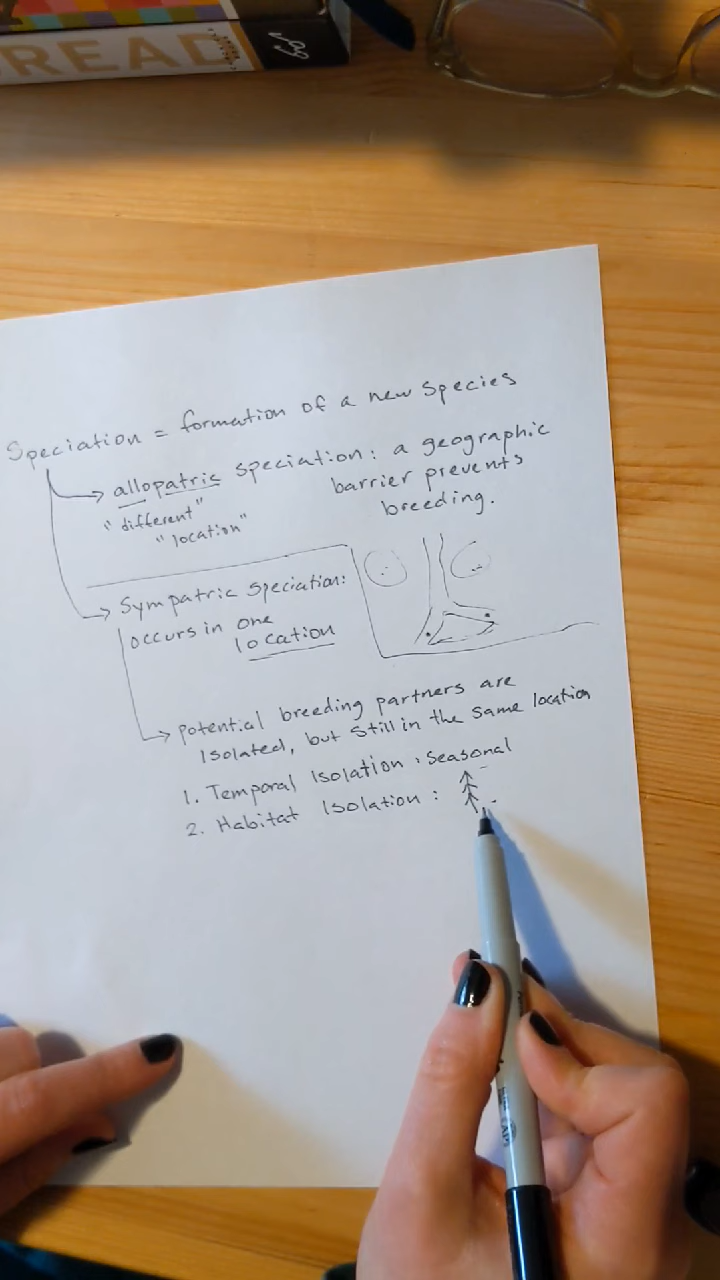 READ
Speciation = formation of a new species
allopatric speciation: a geographic
barrier prevents
breeding.
"different"
"location"
Sympatric speciation:
occurs in one
location
potential breeding partners are
isolated, but still in the same location
1. Temporal Isolation: seasonal
2. Habitat Isolation: